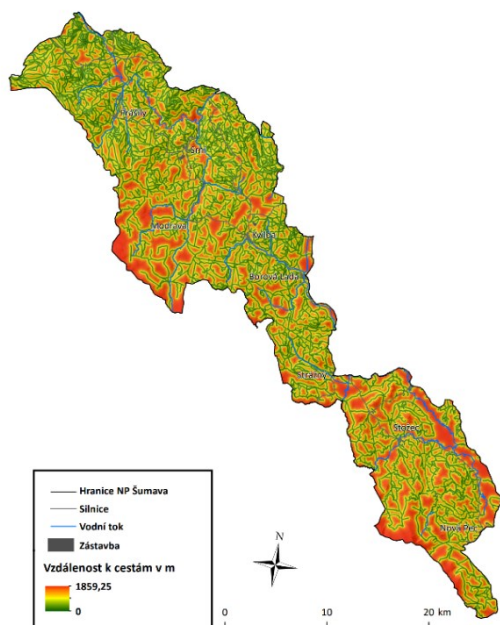 Prášily
Srní
Modrava
Kvilda
Borová Lada
Strážný
Stožec
Nová Pec
Hranice NP Šumava
Silnice
Vodní tok
Zástavba
Vzdálenost k cestám v m
1859,25
0
N
0 10 20 km